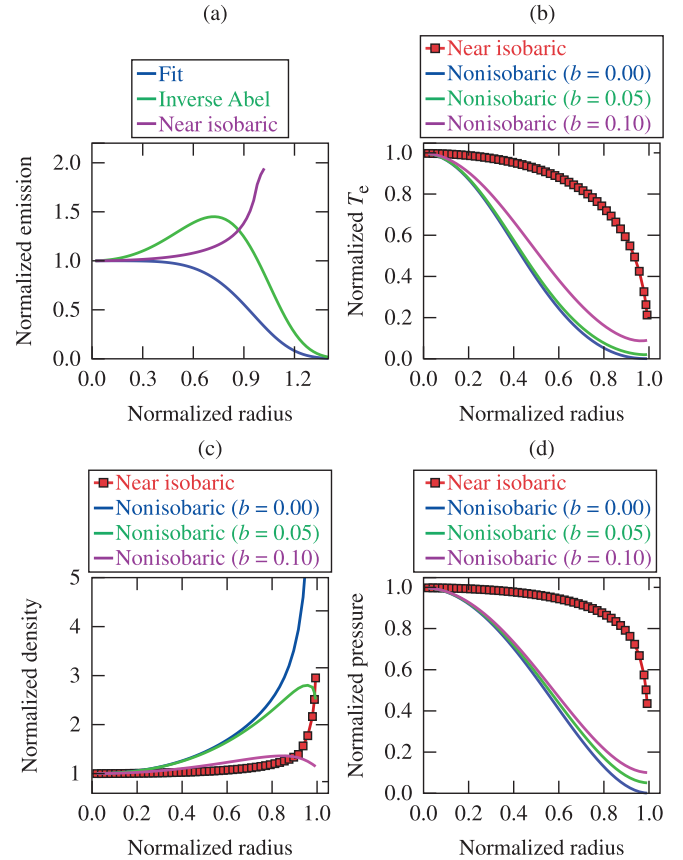 (a)
Fit
Inverse Abel
Near isobaric
Normalized emission
2.0
1.5
1.0
0.5
0.0
0.0 0.3 0.6 0.9 1.2
Normalized radius
(b)
Near isobaric
Nonisobaric (b = 0.00)
Nonisobaric (b = 0.05)
Nonisobaric (b = 0.10)
Normalized Te
1.0
0.8
0.6
0.4
0.2
0.0
0.0 0.2 0.4 0.6 0.8 1.0
Normalized radius
(c)
Near isobaric
Nonisobaric (b = 0.00)
Nonisobaric (b = 0.05)
Nonisobaric (b = 0.10)
Normalized density
5
4
3
2
1
0.0 0.2 0.4 0.6 0.8 1.0
Normalized radius
(d)
Near isobaric
Nonisobaric (b = 0.00)
Nonisobaric (b = 0.05)
Nonisobaric (b = 0.10)
Normalized pressure
1.0
0.8
0.6
0.4
0.2
0.0
0.0 0.2 0.4 0.6 0.8 1.0
Normalized radius